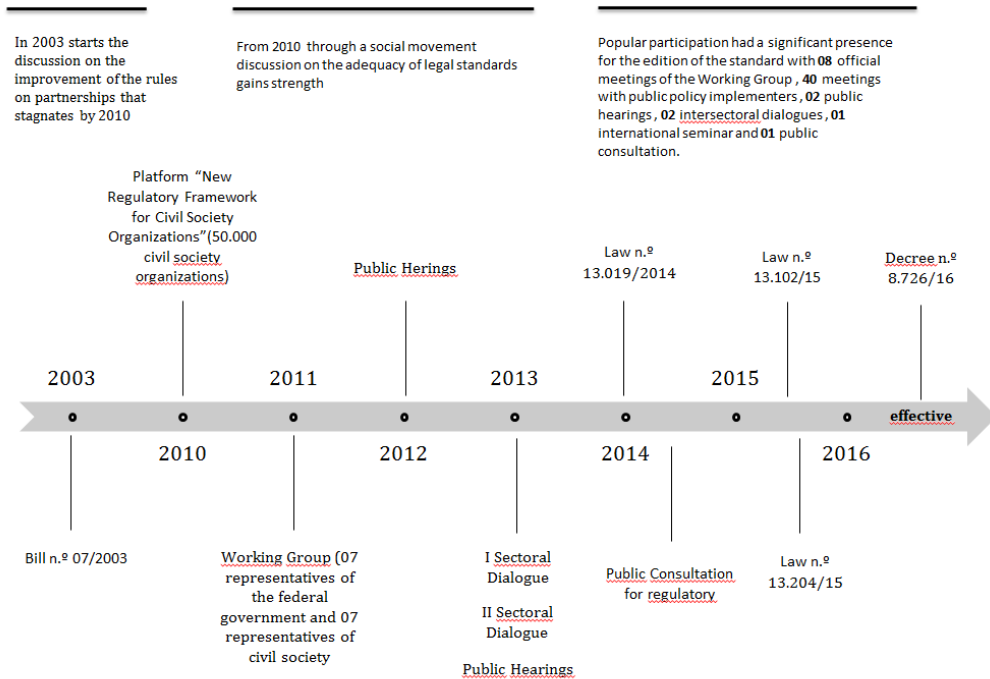 In 2003 starts the
discussion on the
improvement of the rules
on partnerships that
stagnates by 2010
From 2010 through a social movement
discussion on the adequacy of legal standards
gains strength
Popular participation had a significant presence
for the edition of the standard with 08 official
meetings of the Working Group , 40 meetings
with public policy implementers , 02 public
hearings , 02 intersectoral dialogues , 01
international seminar and 01 public
consultation.
Platform “New
Regulatory Framework
for Civil Society
Organizations”(50.000
civil society
organizations)
Public Herings
Law n.º
13.019/2014
Law n.º
13.102/15
Decree n.º
8.726/16
2003
2011
2013
2015
effective
2010
2012
2014
2016
Bill n.º 07/2003
Working Group (07
representatives of
the federal
government and 07
representatives of
civil society
I Sectoral
Dialogue
II Sectoral
Dialogue
Public Hearings
Public Consultation
for regulatory
Law n.º
13.204/15